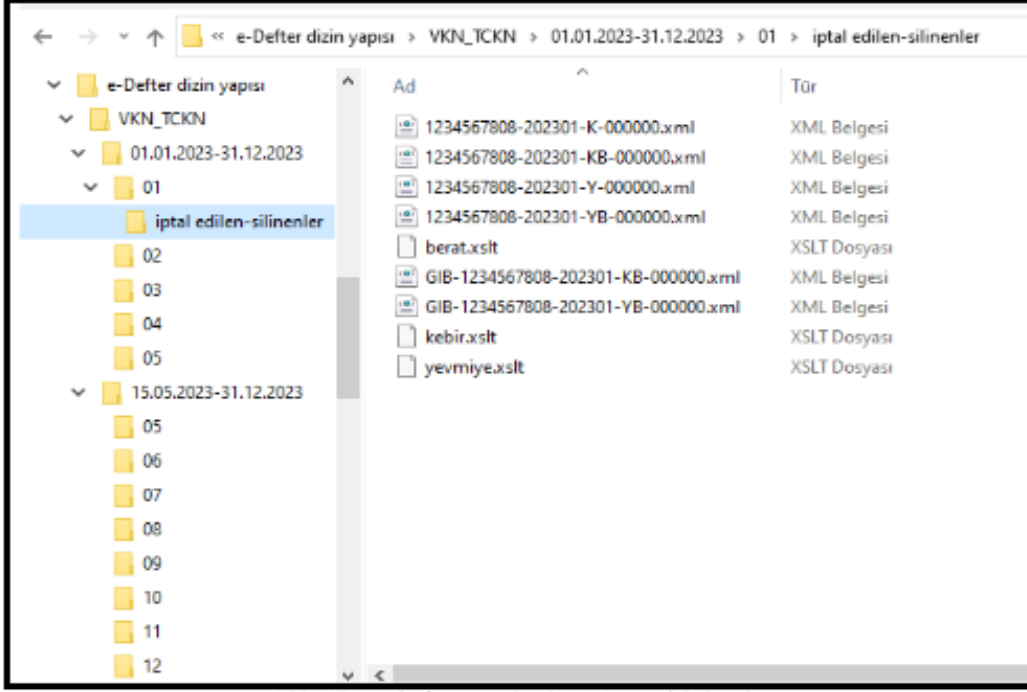 « e-Defter dizin yapısı > VKN_TCKN > 01.01.2023-31.12.2023 > 01 > iptal edilen-silinenler
e-Defter dizin yapısı
VKN_TCKN
01.01.2023-31.12.2023
01
iptal edilen-silinenler
02
03
04
05
15.05.2023-31.12.2023
05
06
07
08
09
10
11
12
Ad Tür
1234567808-202301-K-000000.xml XML Belgesi
1234567808-202301-KB-000000.xml XML Belgesi
1234567808-202301-Y-000000.xml XML Belgesi
1234567808-202301-YB-000000.xml XML Belgesi
berat.xslt XSLT Dosyası
GIB-1234567808-202301-KB-000000.xml XML Belgesi
GIB-1234567808-202301-YB-000000.xml XML Belgesi
kebir.xslt XSLT Dosyası
yevmiye.xslt XSLT Dosyası